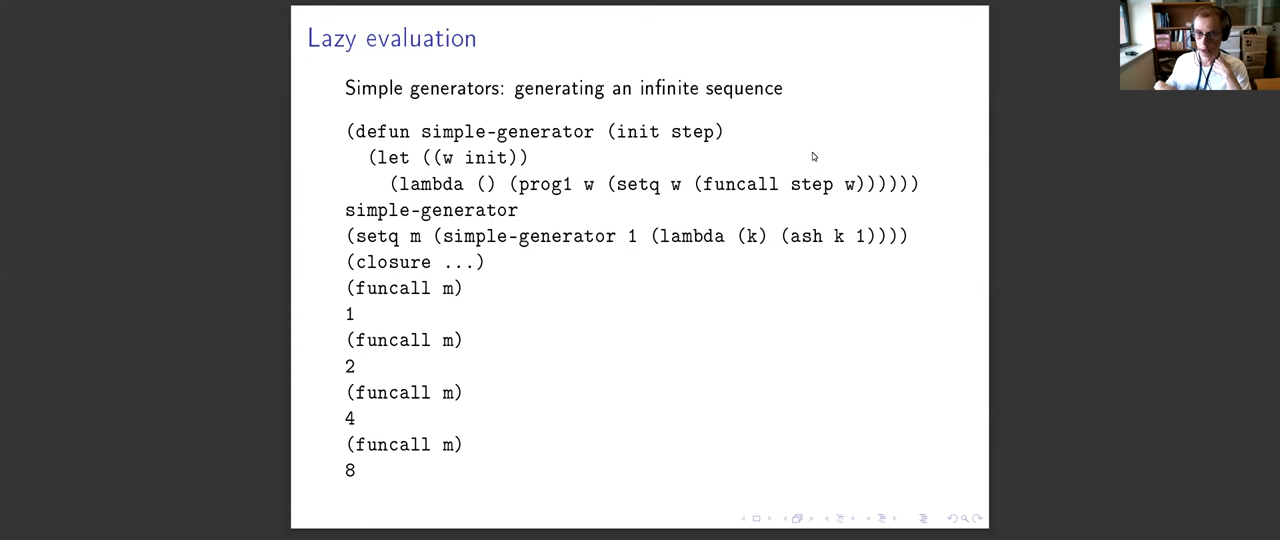 Lazy evaluation
Simple generators: generating an infinite sequence
(defun simple-generator (init step)
(let ((w init))
(lambda () (prog1 w (setq w (funcall step w))))))
simple-generator
(setq m (simple-generator 1 (lambda (k) (ash k 1))))
(closure ...)
(funcall m)
1
(funcall m)
2
(funcall m)
4
(funcall m)
8